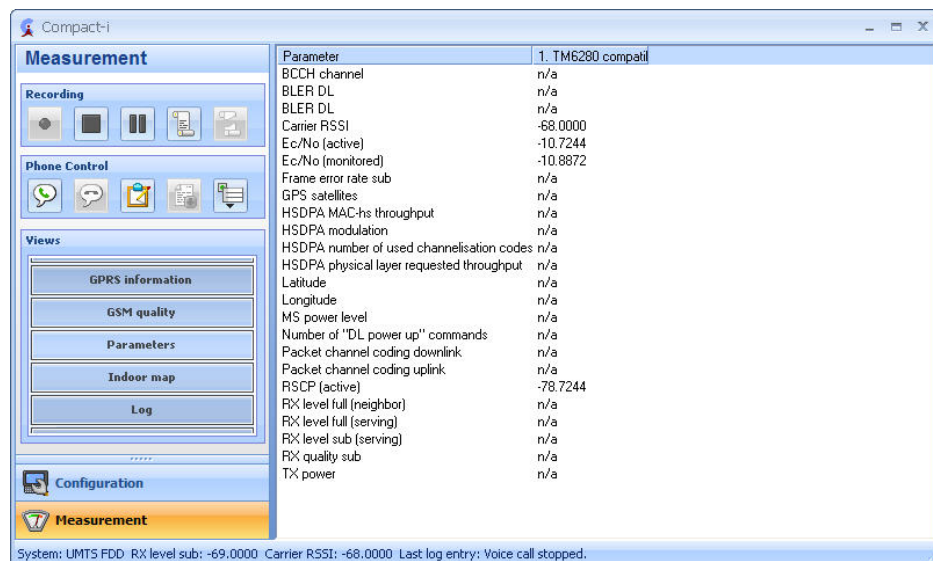 Compact-i
Measurement
Recording
Phone Control
Views
GPRS information
GSM quality
Parameters
Indoor map
Log
Configuration
Measurement
Parameter 1. TM6280 compatil
BCCH channel n/a
BLER DL n/a
BLER DL n/a
Carrier RSSI -68.0000
Ec/No (active) -10.7244
Ec/No (monitored) -10.8872
Frame error rate sub n/a
GPS satellites n/a
HSDPA MAC-hs throughput n/a
HSDPA modulation n/a
HSDPA number of used channelisation codes n/a
HSDPA physical layer requested throughput n/a
Latitude n/a
Longitude n/a
MS power level n/a
Number of "DL power up" commands n/a
Packet channel coding downlink n/a
Packet channel coding uplink n/a
RSCP (active) -78.7244
RX level full (neighbor) n/a
RX level full (serving) n/a
RX level sub (serving) n/a
RX quality sub n/a
TX power n/a
System: UMTS FDD RX level sub: -69.0000 Carrier RSSI: -68.0000 Last log entry: Voice call stopped.